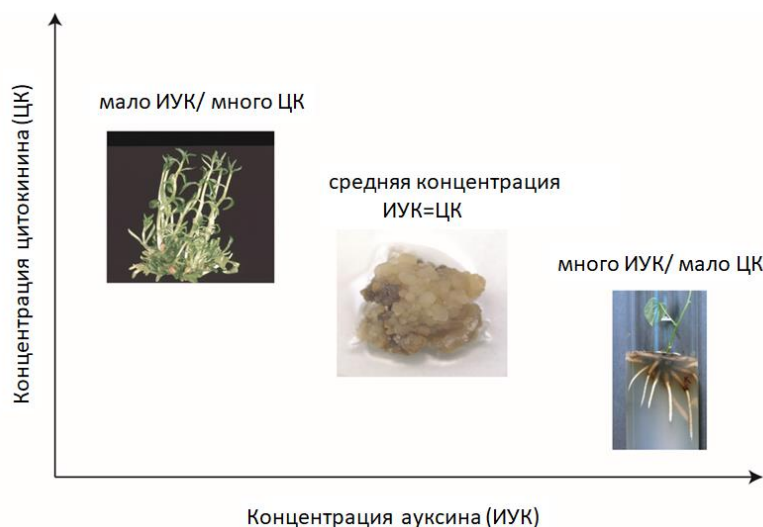 Концентрация цитокинина (ЦК)
мало ИУК/ много ЦК
средняя концентрация
ИУК=ЦК
много ИУК/ мало ЦК
Концентрация ауксина (ИУК)